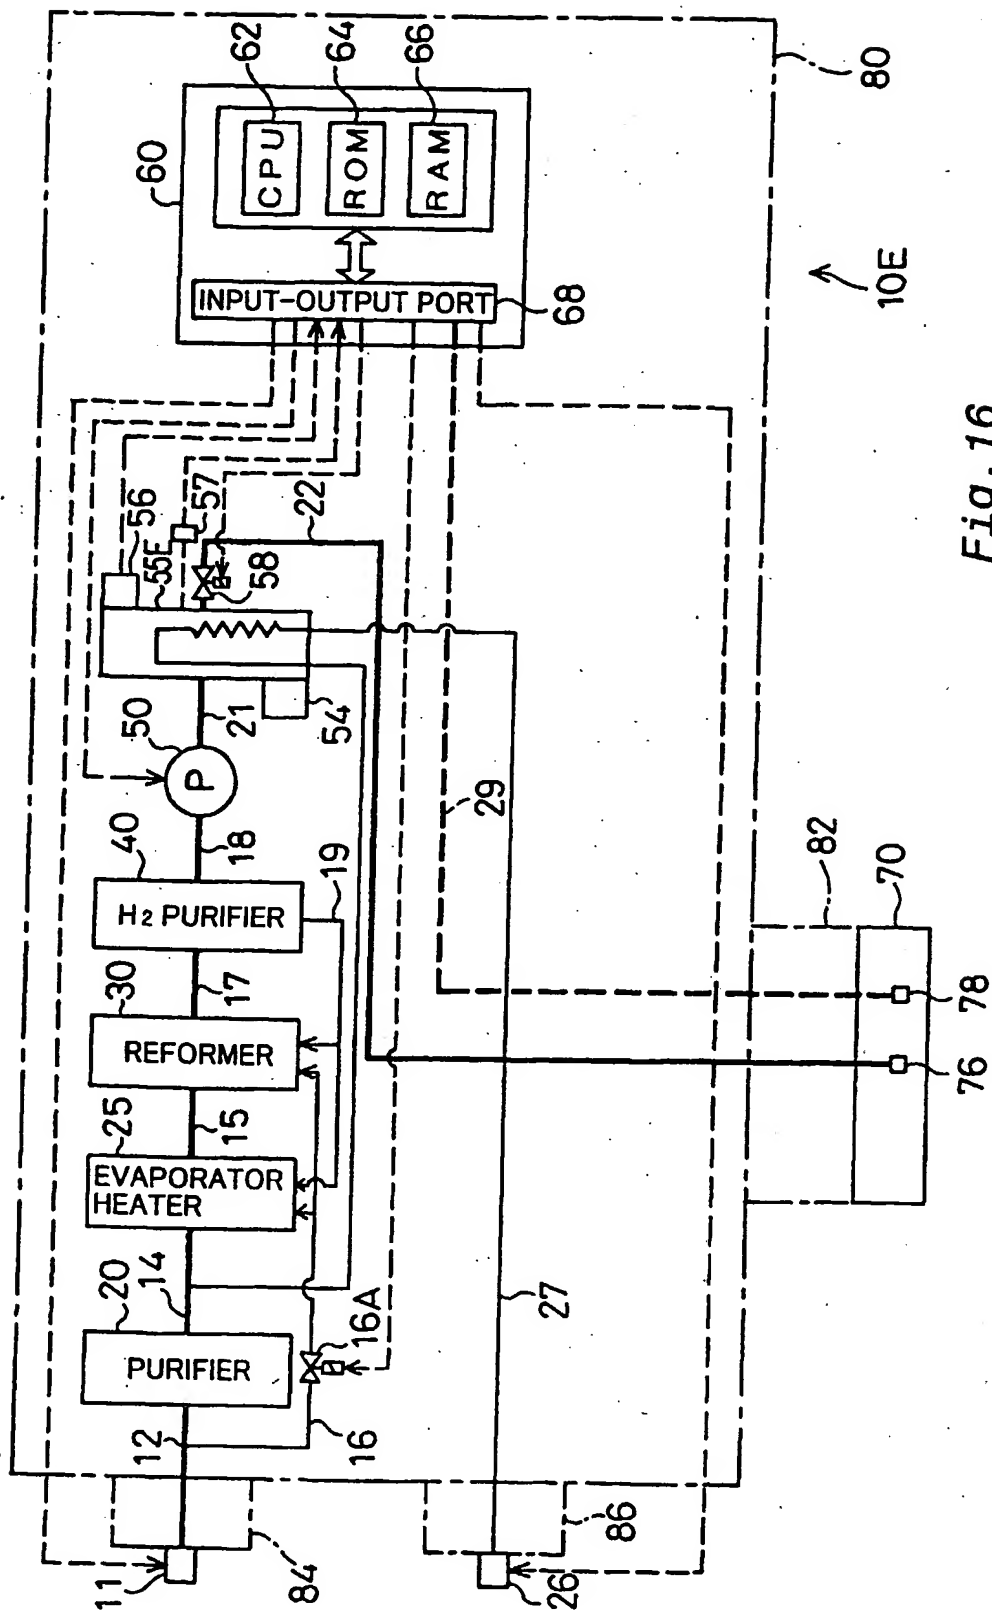 60
62
CPU
64
ROM
66
RAM
INPUT-OUTPUT PORT
68
80
10E
56
55E
57
58
22
50
P
21
54
40
H2 PURIFIER
18
19
29
30
REFORMER
17
25
EVAPORATOR
HEATER
15
20
PURIFIER
14
12
16A
16
27
82
70
78
76
11
84
26
86
Fig.16